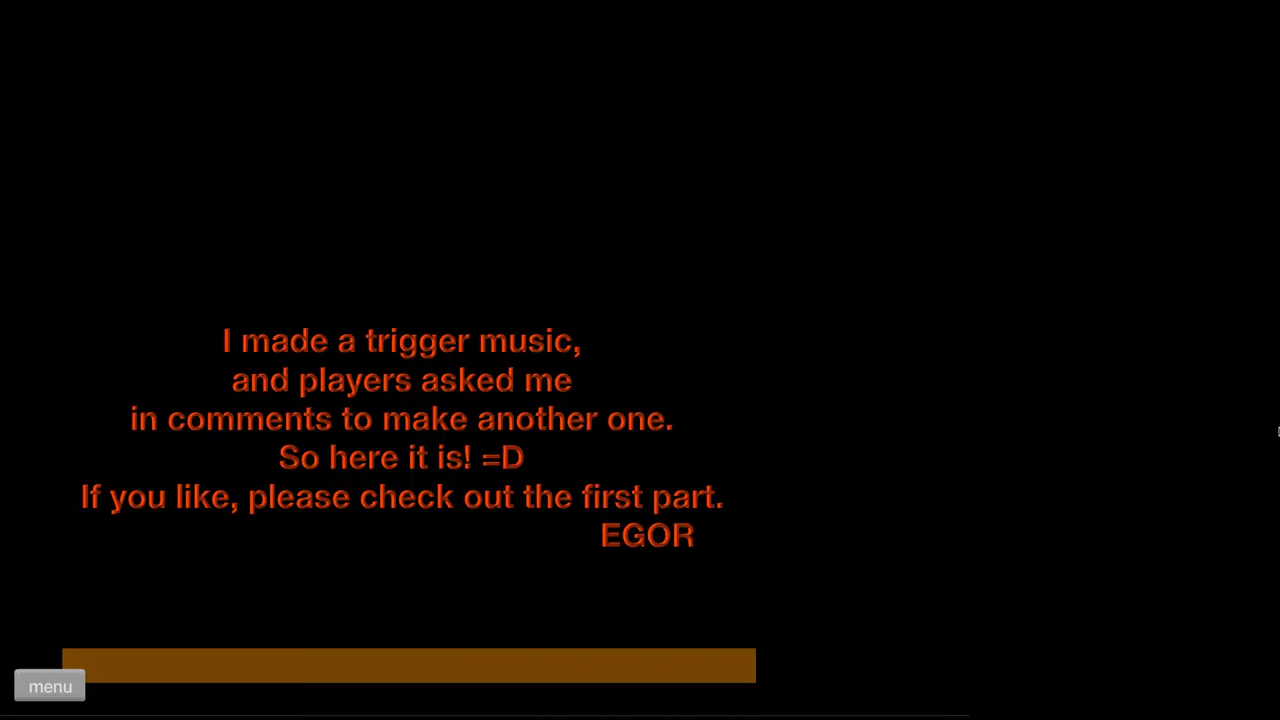 I made a trigger music,
and players asked me
in comments to make another one.
So here it is! =D
If you like, please check out the first part.
EGOR
menu